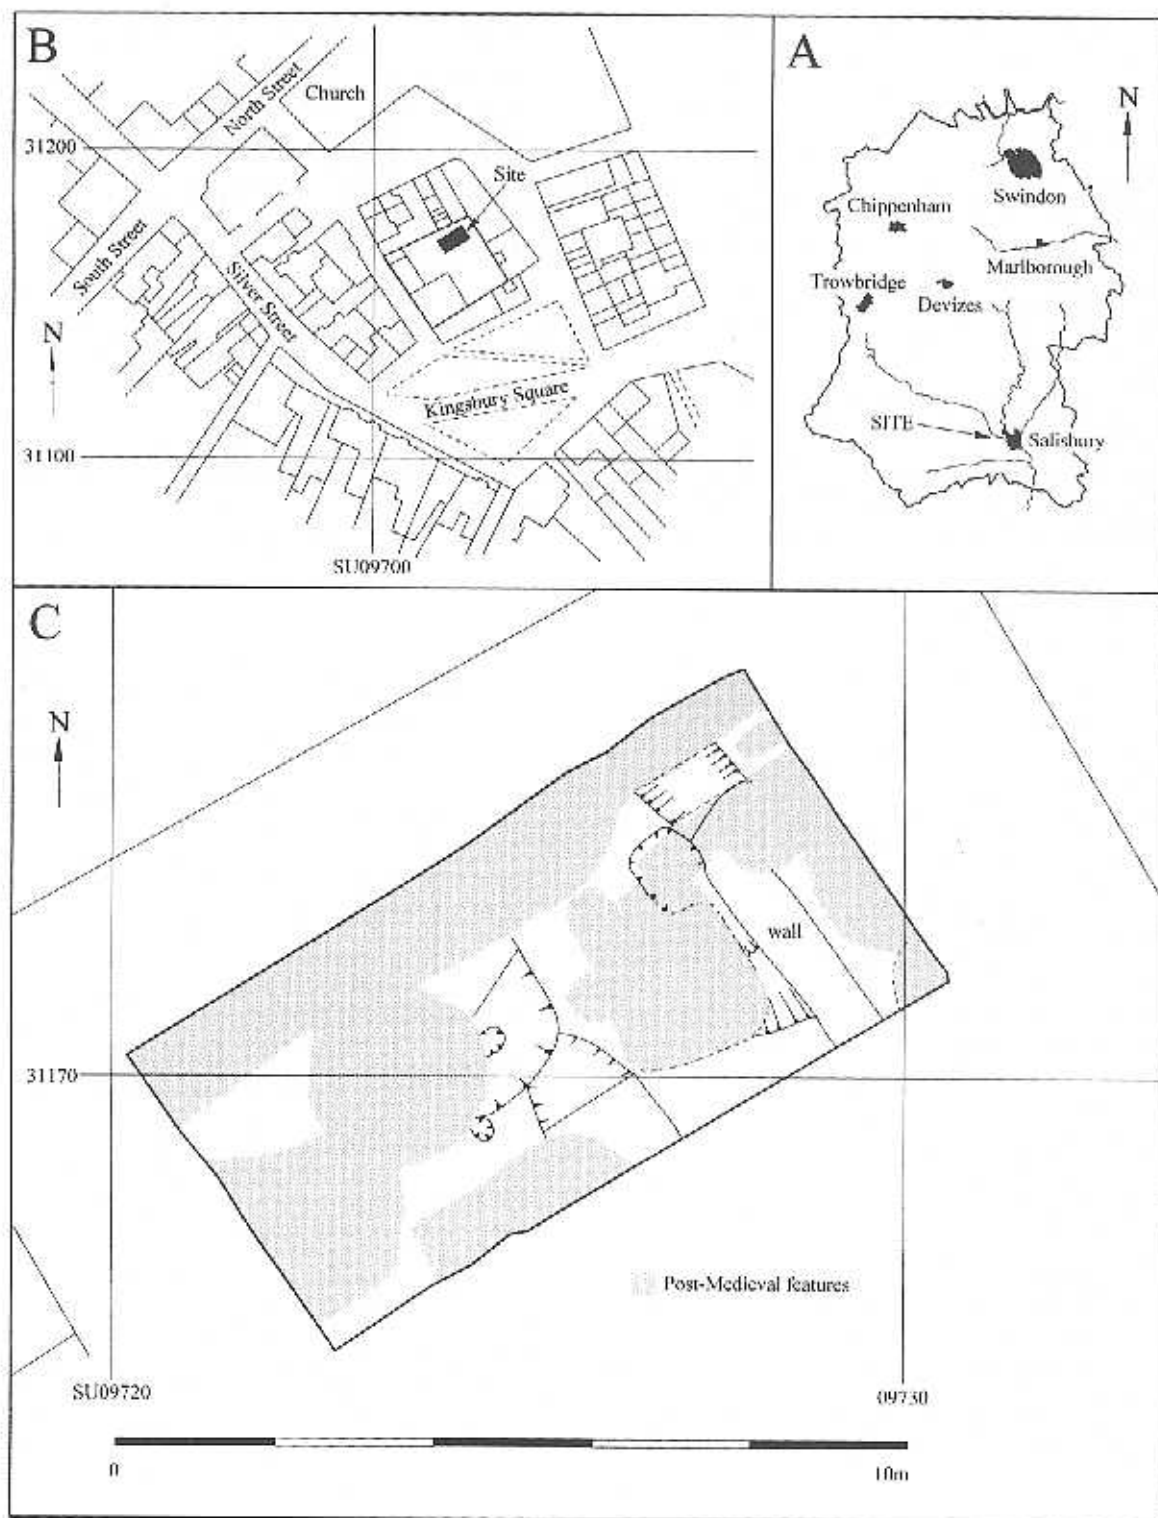 B
North Street
Church
31200
Site
South Street
Silver Street
N
Kingsbury Square
31100
SU09700
A
N
Swindon
Chippenham
Marlborough
Trowbridge
Devizes
SITE
Salisbury
C
N
wall
31170
Post-Medieval features
SU09720
09730
0
10m